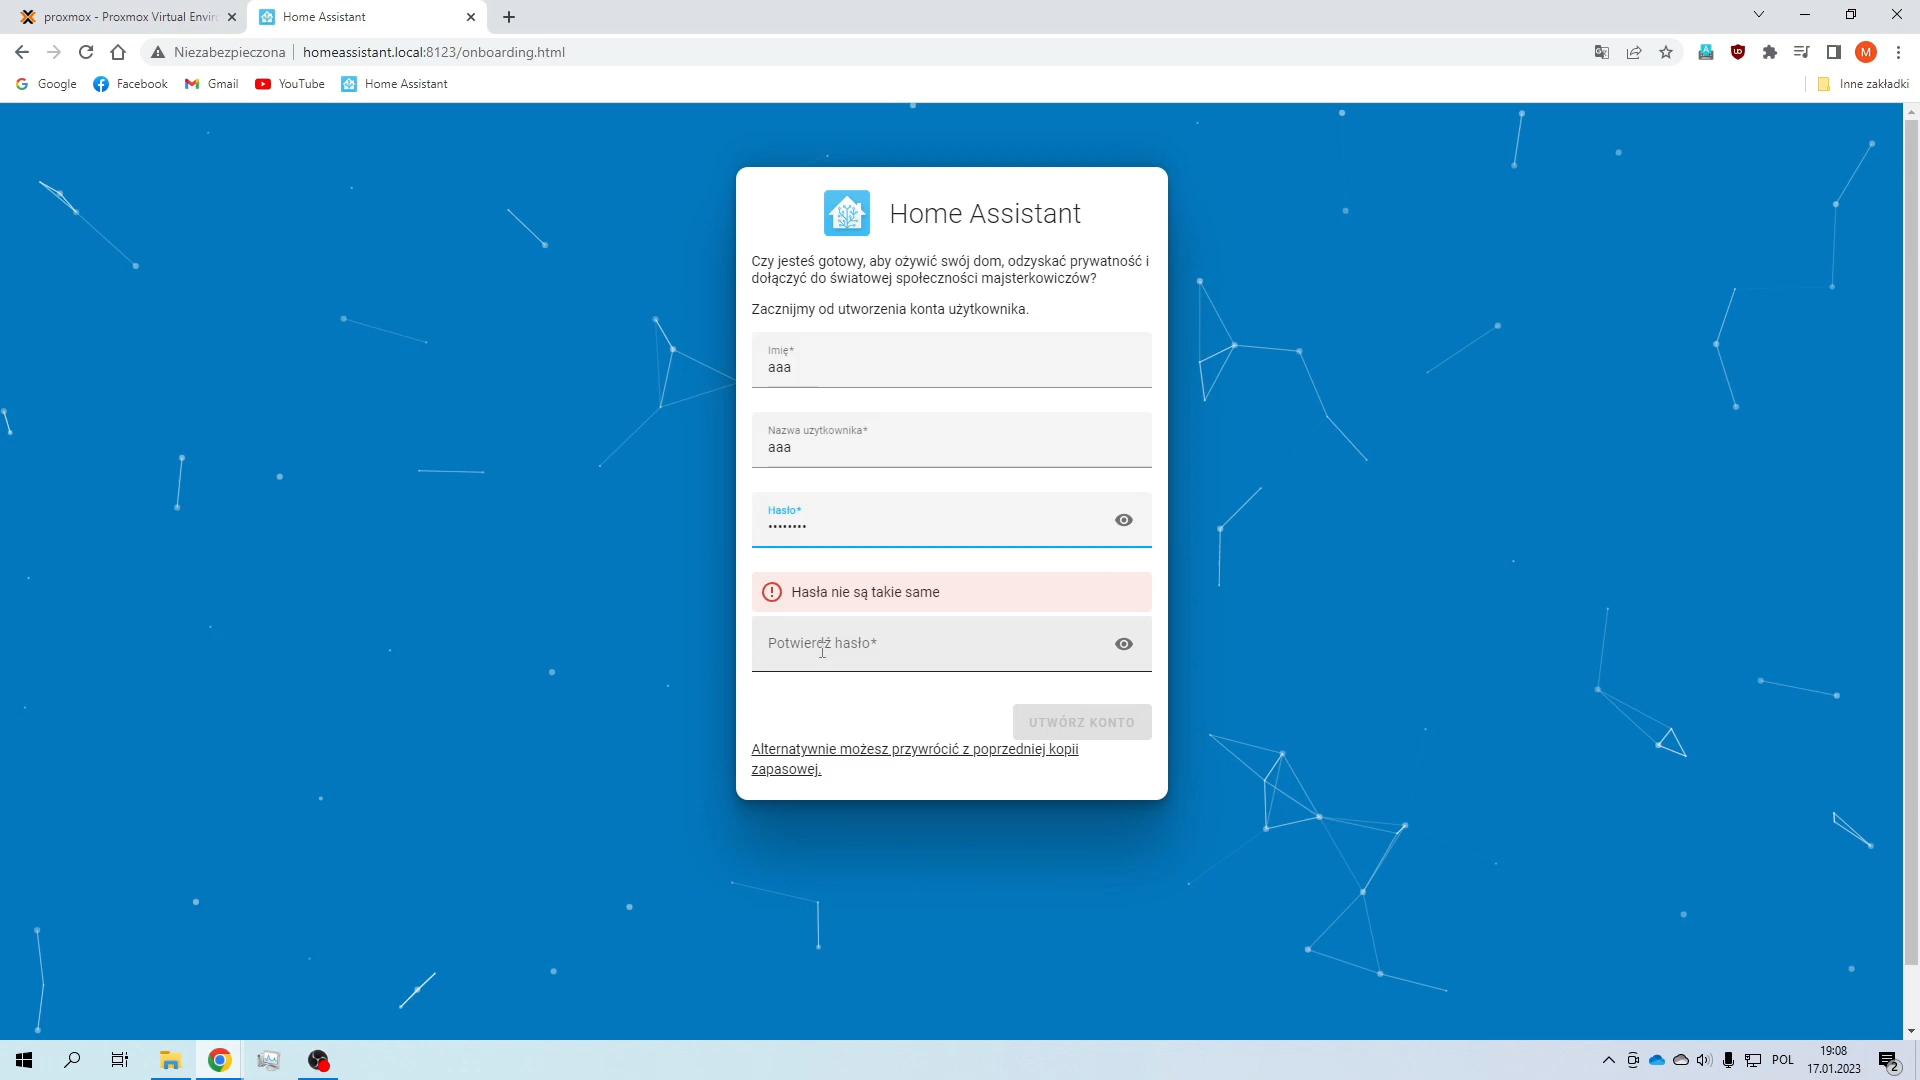 proxmox - Proxmox Virtual Envir
Home Assistant
Niezabezpieczona
homeassistant.local:8123/onboarding.html
M
Google
Facebook
Gmail
YouTube
Home Assistant
Inne zakładki
Home Assistant
Czy jesteś gotowy, aby ożywić swój dom, odzyskać prywatność i
dołączyć do światowej społeczności majsterkowiczów?
Zacznijmy od utworzenia konta użytkownika.
Imię*
aaa
Nazwa użytkownika*
aaa
Hasło*
••••••••
Hasła nie są takie same
Potwierdź hasło*
UTWÓRZ KONTO
Alternatywnie możesz przywrócić z poprzedniej kopii
zapasowej.
POL
19:08
17.01.2023
2